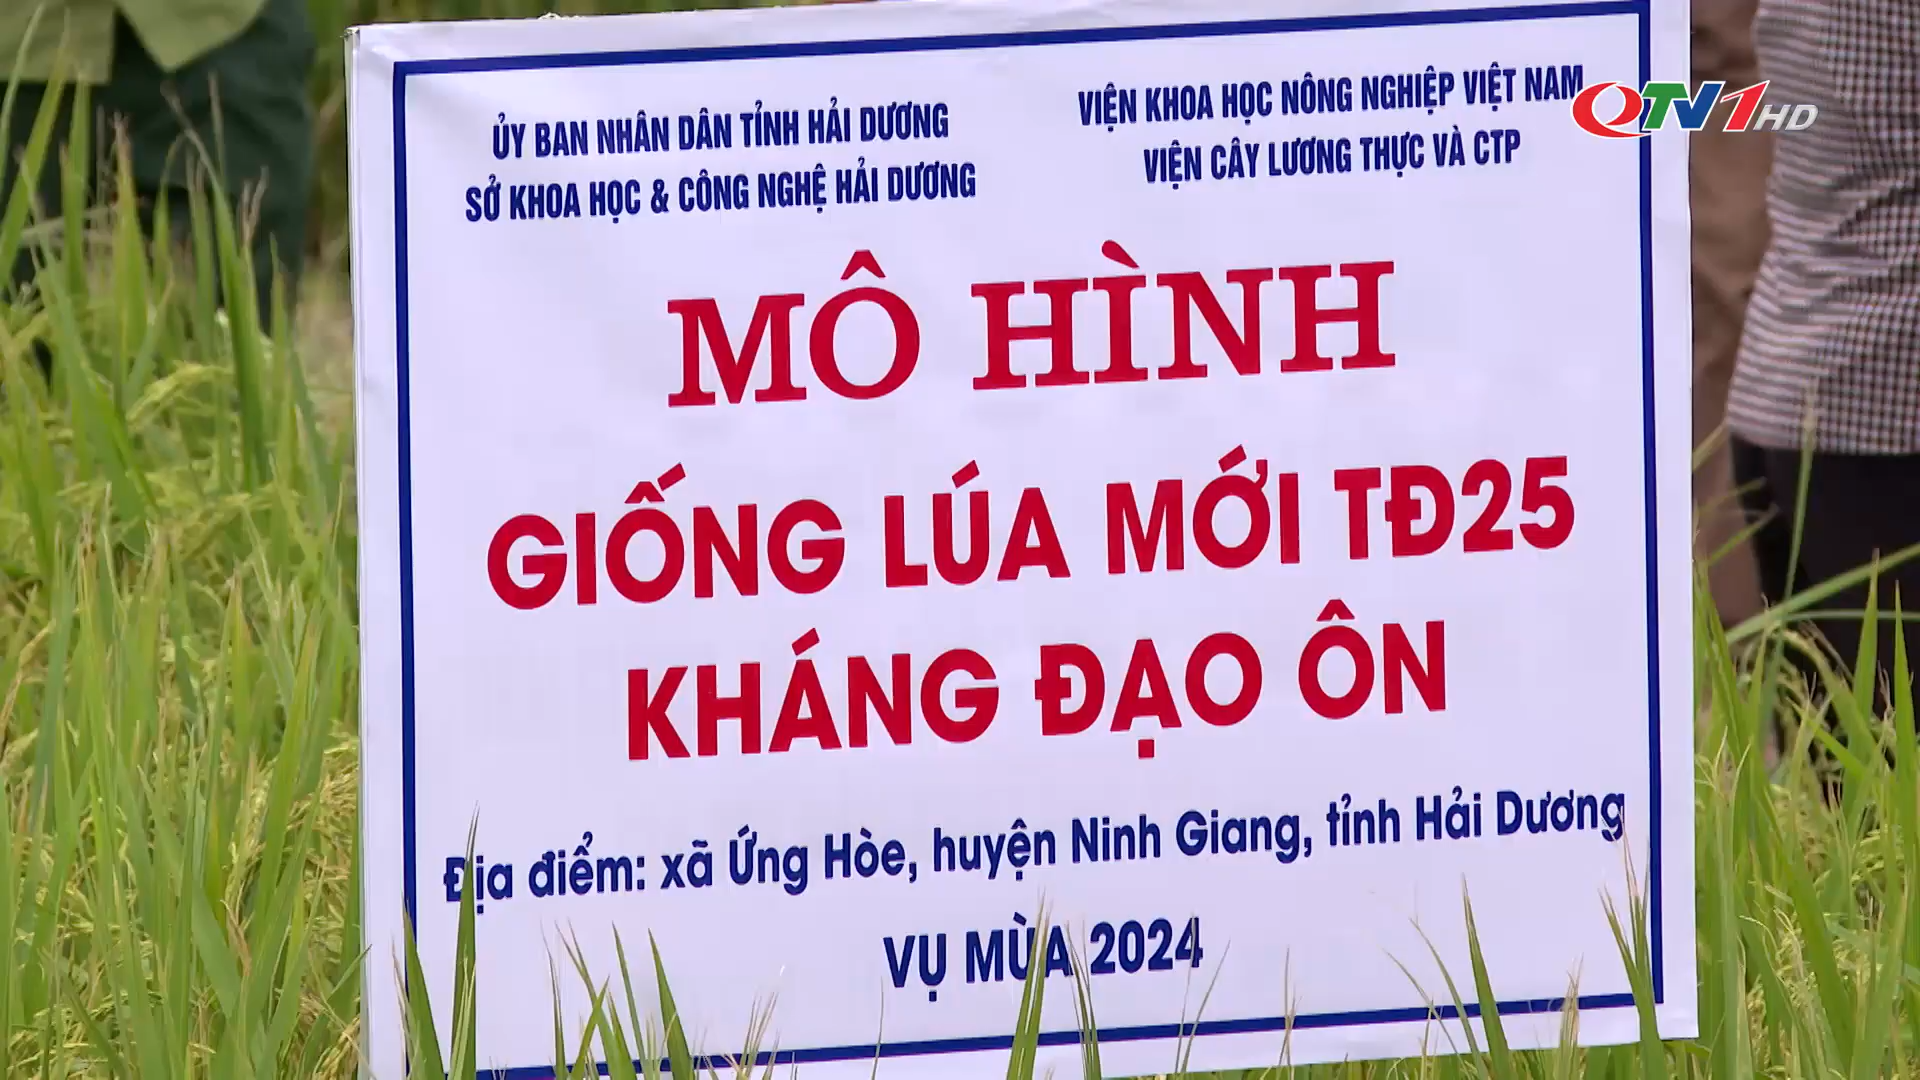 ỦY BAN NHÂN DÂN TỈNH HẢI DƯƠNG
SỞ KHOA HỌC & CÔNG NGHỆ HẢI DƯƠNG
VIỆN KHOA HỌC NÔNG NGHIỆP VIỆT NAM
VIỆN CÂY LƯƠNG THỰC VÀ CTP
QTV1HD
MÔ HÌNH
GIỐNG LÚA MỚI TĐ25
KHÁNG ĐẠO ÔN
Địa điểm: xã Ứng Hòe, huyện Ninh Giang, tỉnh Hải Dương
VỤ MÙA 2024